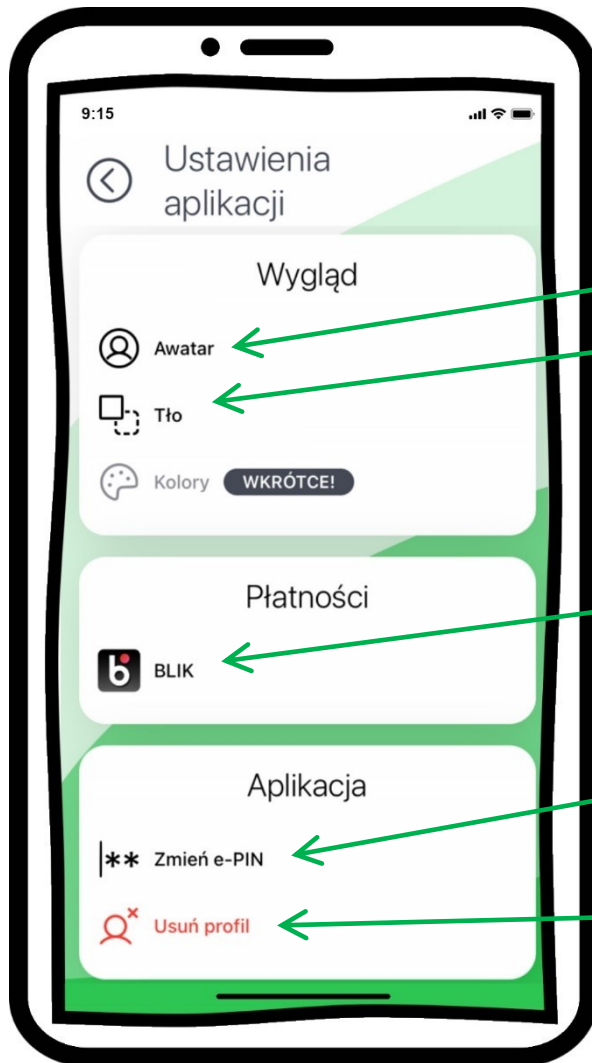 9:15
Ustawienia
aplikacji
Wygląd
Awatar
Tło
Kolory WKRÓTCE!
Płatności
BLIK
Aplikacja
** Zmień e-PIN
Usuń profil